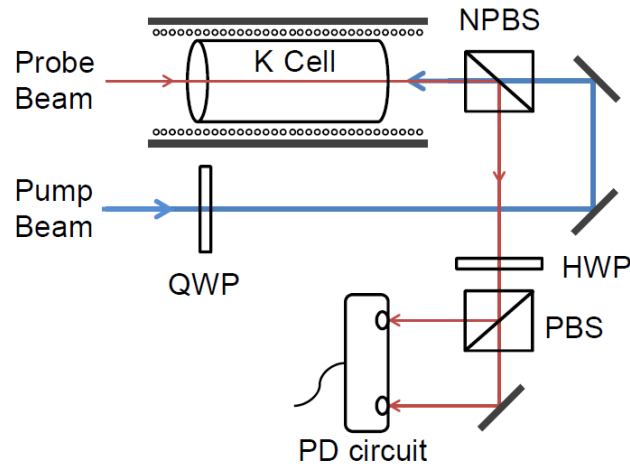 NPBS
K Cell
Probe
Beam
Pump
Beam
QWP
HWP
PBS
PD circuit